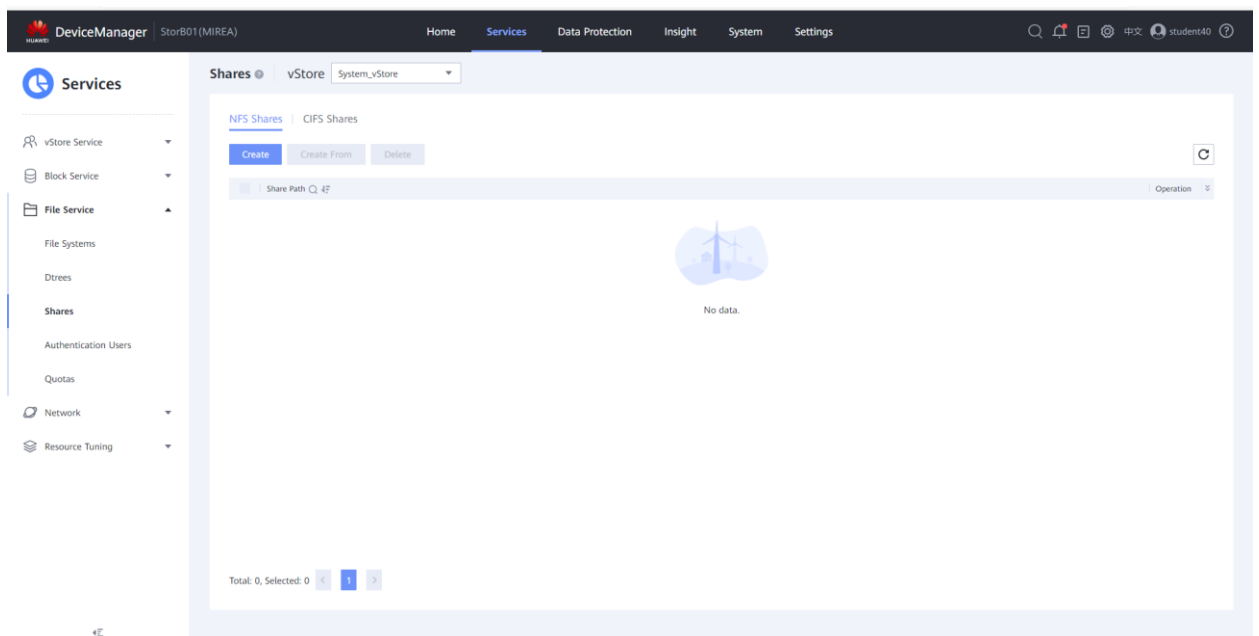 HUAWEI DeviceManager StorB01(MIREA) Home Services Data Protection Insight System Settings 中文 student40
Services
vStore Service
Block Service
File Service
File Systems
Dtrees
Shares
Authentication Users
Quotas
Network
Resource Tuning
Shares vStore System_vStore
NFS Shares CIFS Shares
Create Create From Delete
Share Path Operation
No data.
Total: 0, Selected: 0 < 1 >